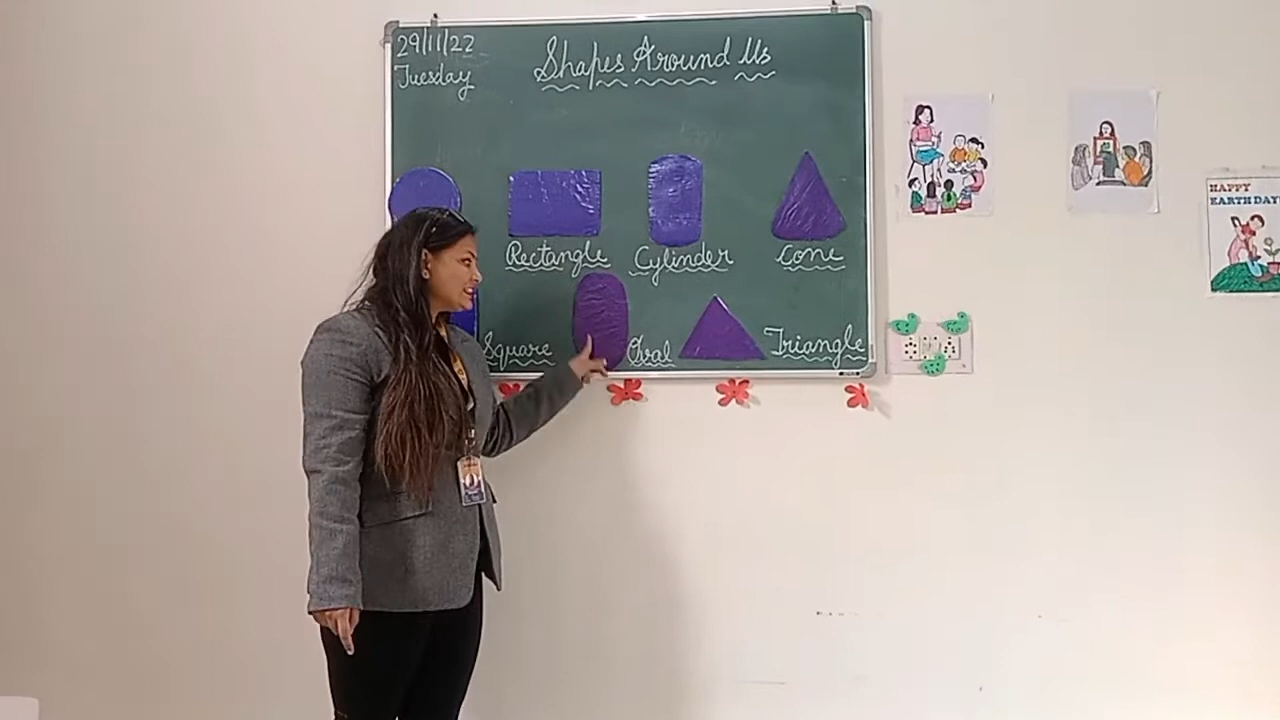 29/11/22
Tuesday
Shapes Around Us
Rectangle
Cylinder
Cone
Square
Oval
Triangle
HAPPY
EARTH DAY